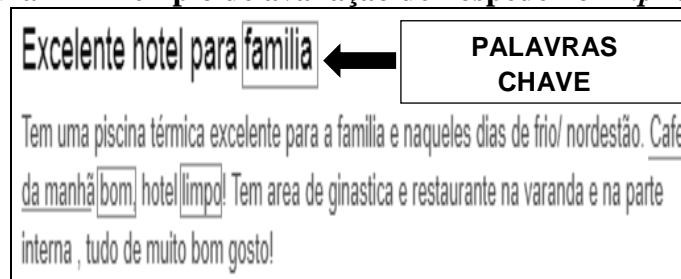 Excelente hotel para familia
PALAVRAS
CHAVE
Tem uma piscina térmica excelente para a familia e naqueles dias de frio/ nordestão. Cafe
da manhã bom, hotel limpo! Tem area de ginastica e restaurante na varanda e na parte
interna , tudo de muito bom gosto!